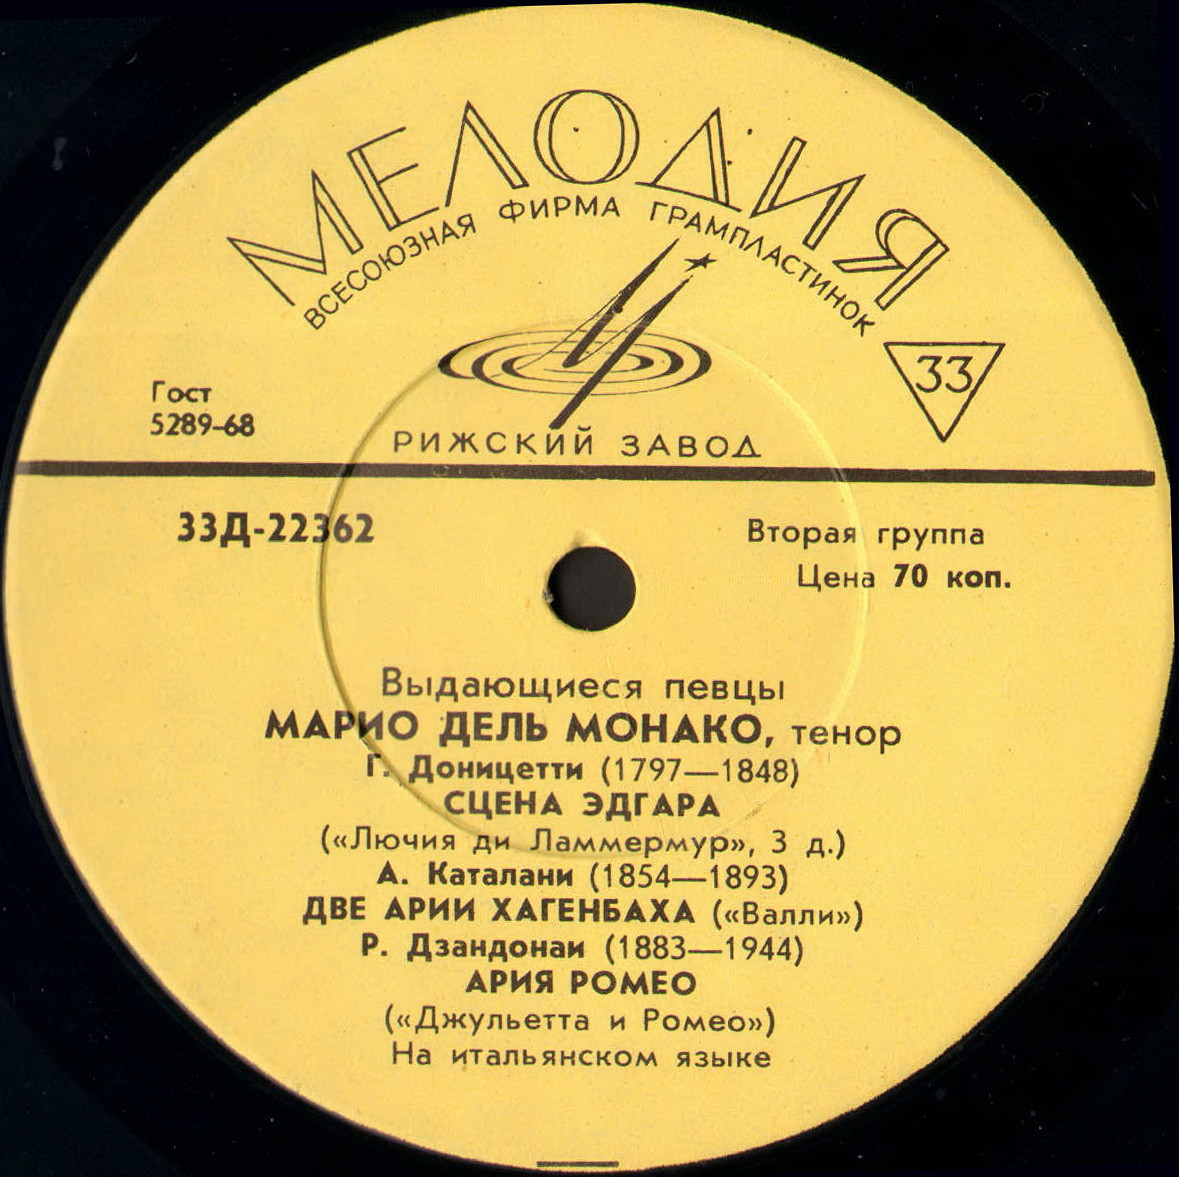 МЕЛОДИЯ
ВСЕСОЮЗНАЯ ФИРМА ГРАМПЛАСТИНОК
33
Гост
5289-68
РИЖСКИЙ ЗАВОД
33Д-22362
Вторая группа
Цена 70 коп.
Выдающиеся певцы
МАРИО ДЕЛЬ МОНАКО, тенор
Г. Доницетти (1797—1848)
СЦЕНА ЭДГАРА
(«Лючия ди Ламмермур», 3 д.)
А. Каталани (1854—1893)
ДВЕ АРИИ ХАГЕНБАХА («Валли»)
Р. Дзандонаи (1883—1944)
АРИЯ РОМЕО
(«Джульетта и Ромео»)
На итальянском языке